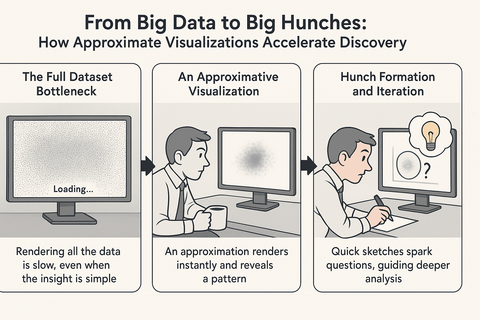 From Big Data to Big Hunches:
How Approximate Visualizations Accelerate Discovery
The Full Dataset
Bottleneck
Loading...
Rendering all the data
is slow, even when
the insight is simple
An Approximative
Visualization
An approximation renders
instantly and reveals
a pattern
Hunch Formation
and Iteration
?
Quick sketches spark
questions, guiding deeper
analysis